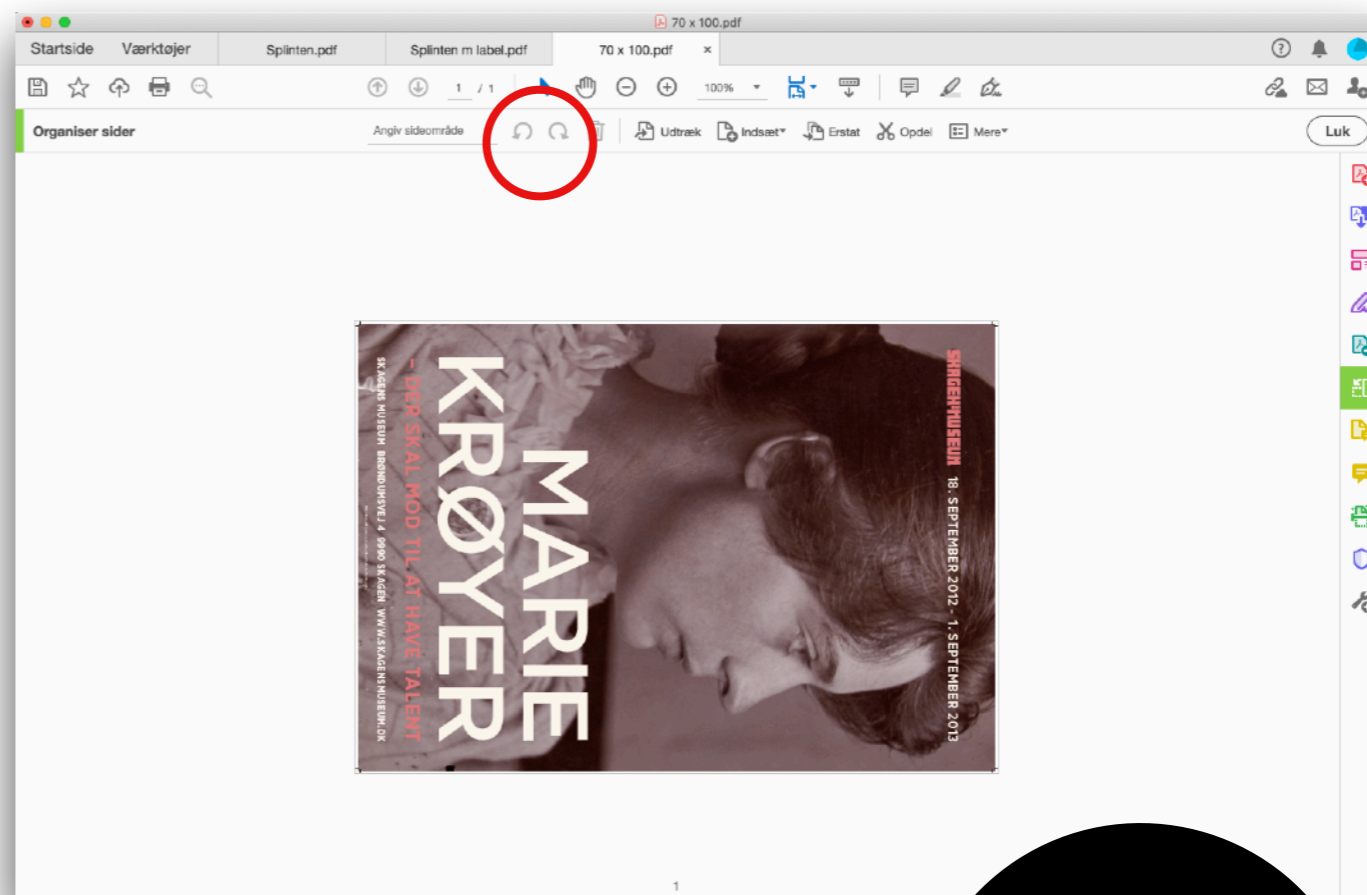 70 x 100.pdf
Startside Værktøjer Splinten.pdf Splinten m label.pdf 70 x 100.pdf ×
1 / 1 100%
Organiser sider Angiv sideområde Udtræk Indsæt Erstat Opdel Mere Luk
SKAGENMUSEUM 18. SEPTEMBER 2012 - 1. SEPTEMBER 2013
MARIE
KRØYER
– DER SKAL MOD TIL AT HAVE TALENT
SKAGENS MUSEUM BRØNDUMSVEJ 4 9990 SKAGEN WWW.SKAGENSMUSEUM.DK
1